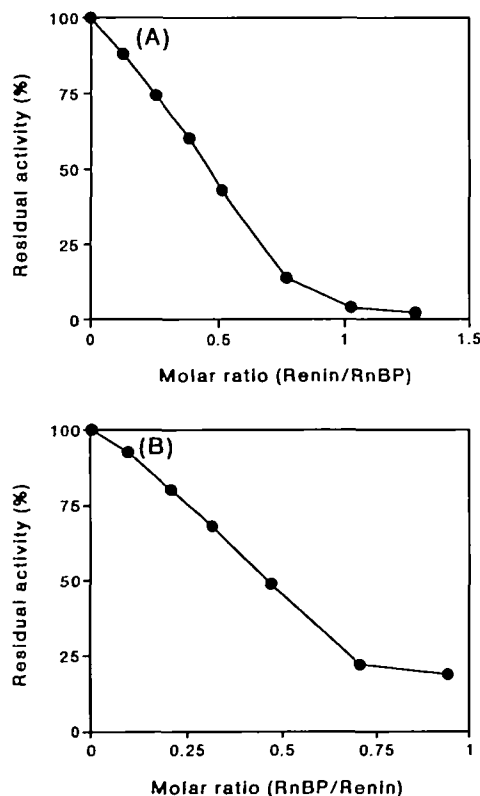 (A)
Residual activity (%)
100
75
50
25
0
0 0.5 1 1.5
Molar ratio (Renin/RnBP)
(B)
Residual activity (%)
100
75
50
25
0
0 0.25 0.5 0.75 1
Molar ratio (RnBP/Renin)